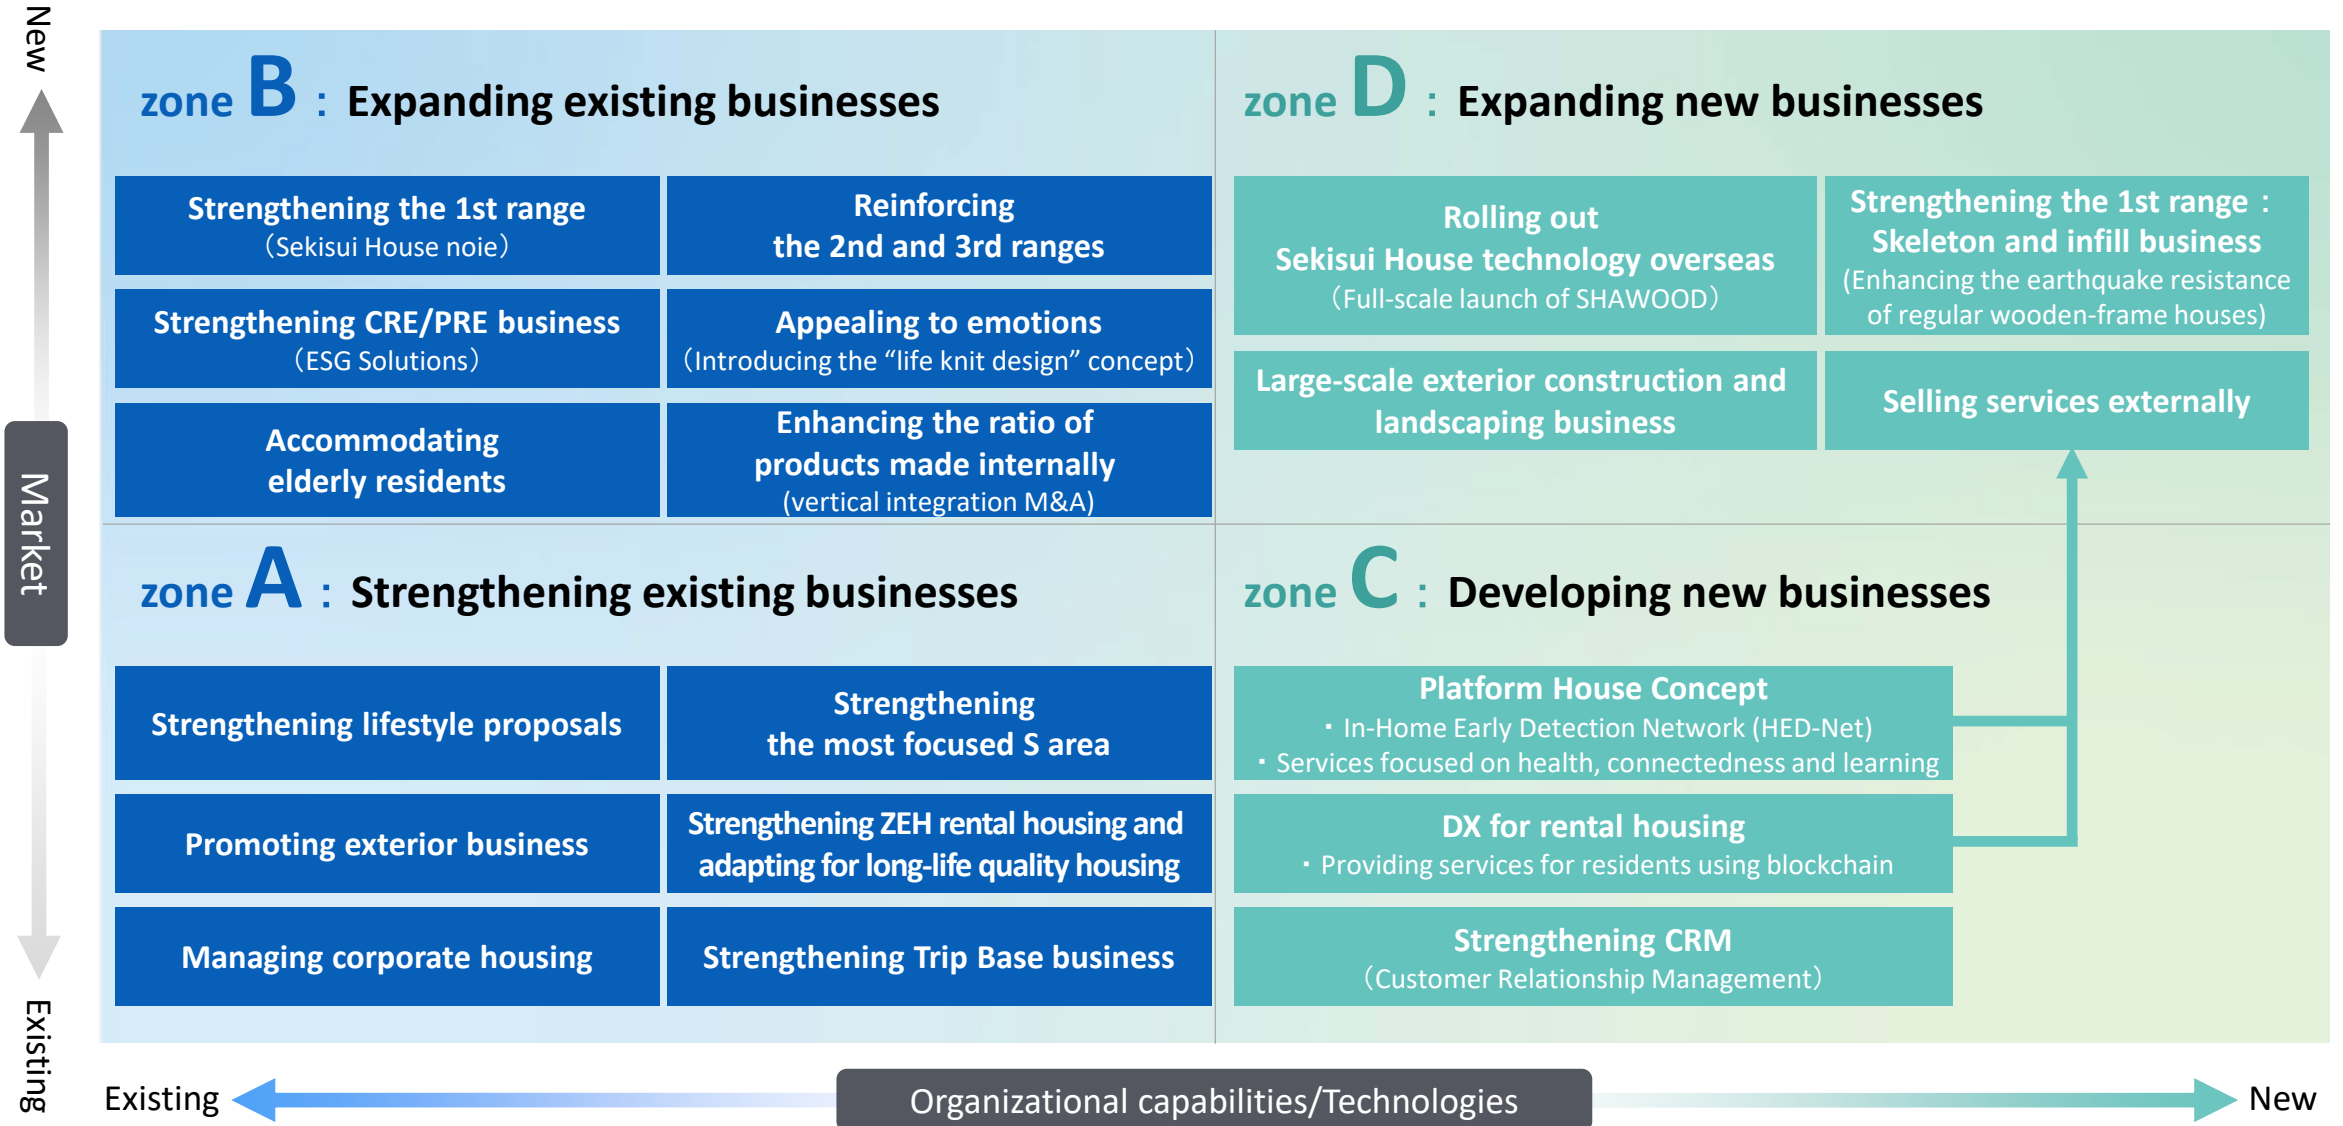 New
Market
Existing
zone B : Expanding existing businesses
Strengthening the 1st range
（Sekisui House noie）
Reinforcing
the 2nd and 3rd ranges
Strengthening CRE/PRE business
（ESG Solutions）
Appealing to emotions
（Introducing the “life knit design” concept）
Accommodating
elderly residents
Enhancing the ratio of
products made internally
(vertical integration M&A)
zone D : Expanding new businesses
Rolling out
Sekisui House technology overseas
（Full-scale launch of SHAWOOD）
Strengthening the 1st range :
Skeleton and infill business
(Enhancing the earthquake resistance
of regular wooden-frame houses)
Large-scale exterior construction and
landscaping business
Selling services externally
zone A : Strengthening existing businesses
Strengthening lifestyle proposals
Strengthening
the most focused S area
Promoting exterior business
Strengthening ZEH rental housing and
adapting for long-life quality housing
Managing corporate housing
Strengthening Trip Base business
zone C : Developing new businesses
Platform House Concept
・In-Home Early Detection Network (HED-Net)
・Services focused on health, connectedness and learning
DX for rental housing
・Providing services for residents using blockchain
Strengthening CRM
（Customer Relationship Management）
Existing
Organizational capabilities/Technologies
New